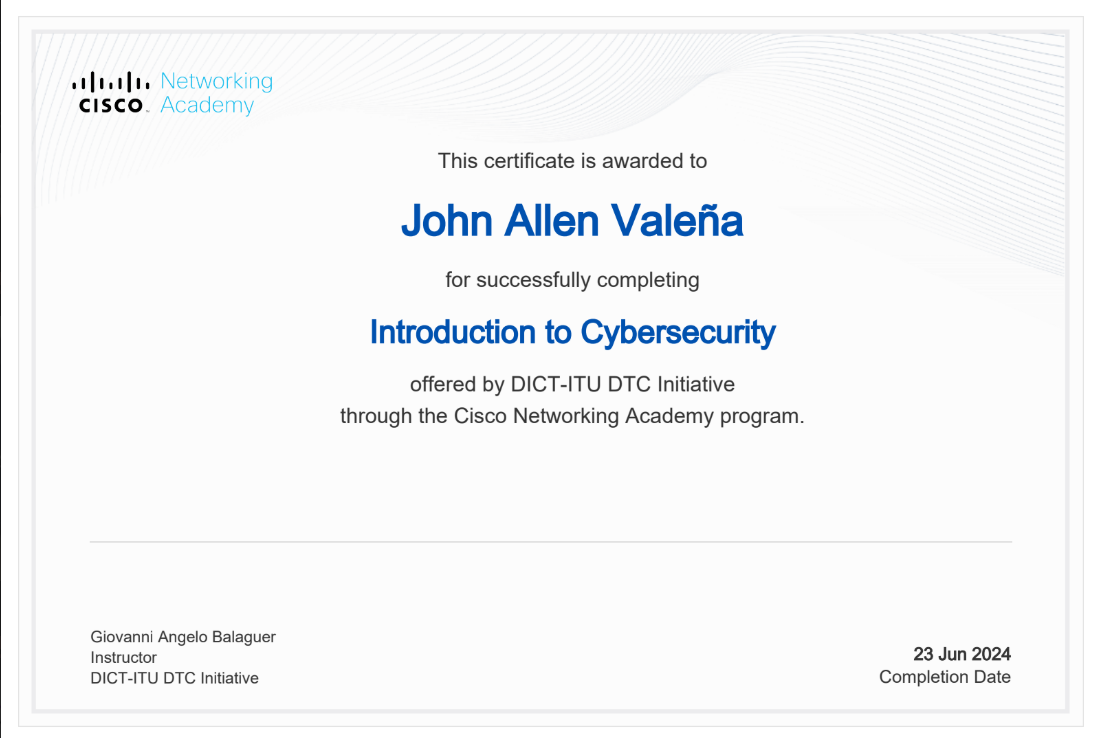 Networking
CISCO Academy
This certificate is awarded to
John Allen Valeña
for successfully completing
Introduction to Cybersecurity
offered by DICT-ITU DTC Initiative
through the Cisco Networking Academy program.
Giovanni Angelo Balaguer
Instructor
DICT-ITU DTC Initiative
23 Jun 2024
Completion Date